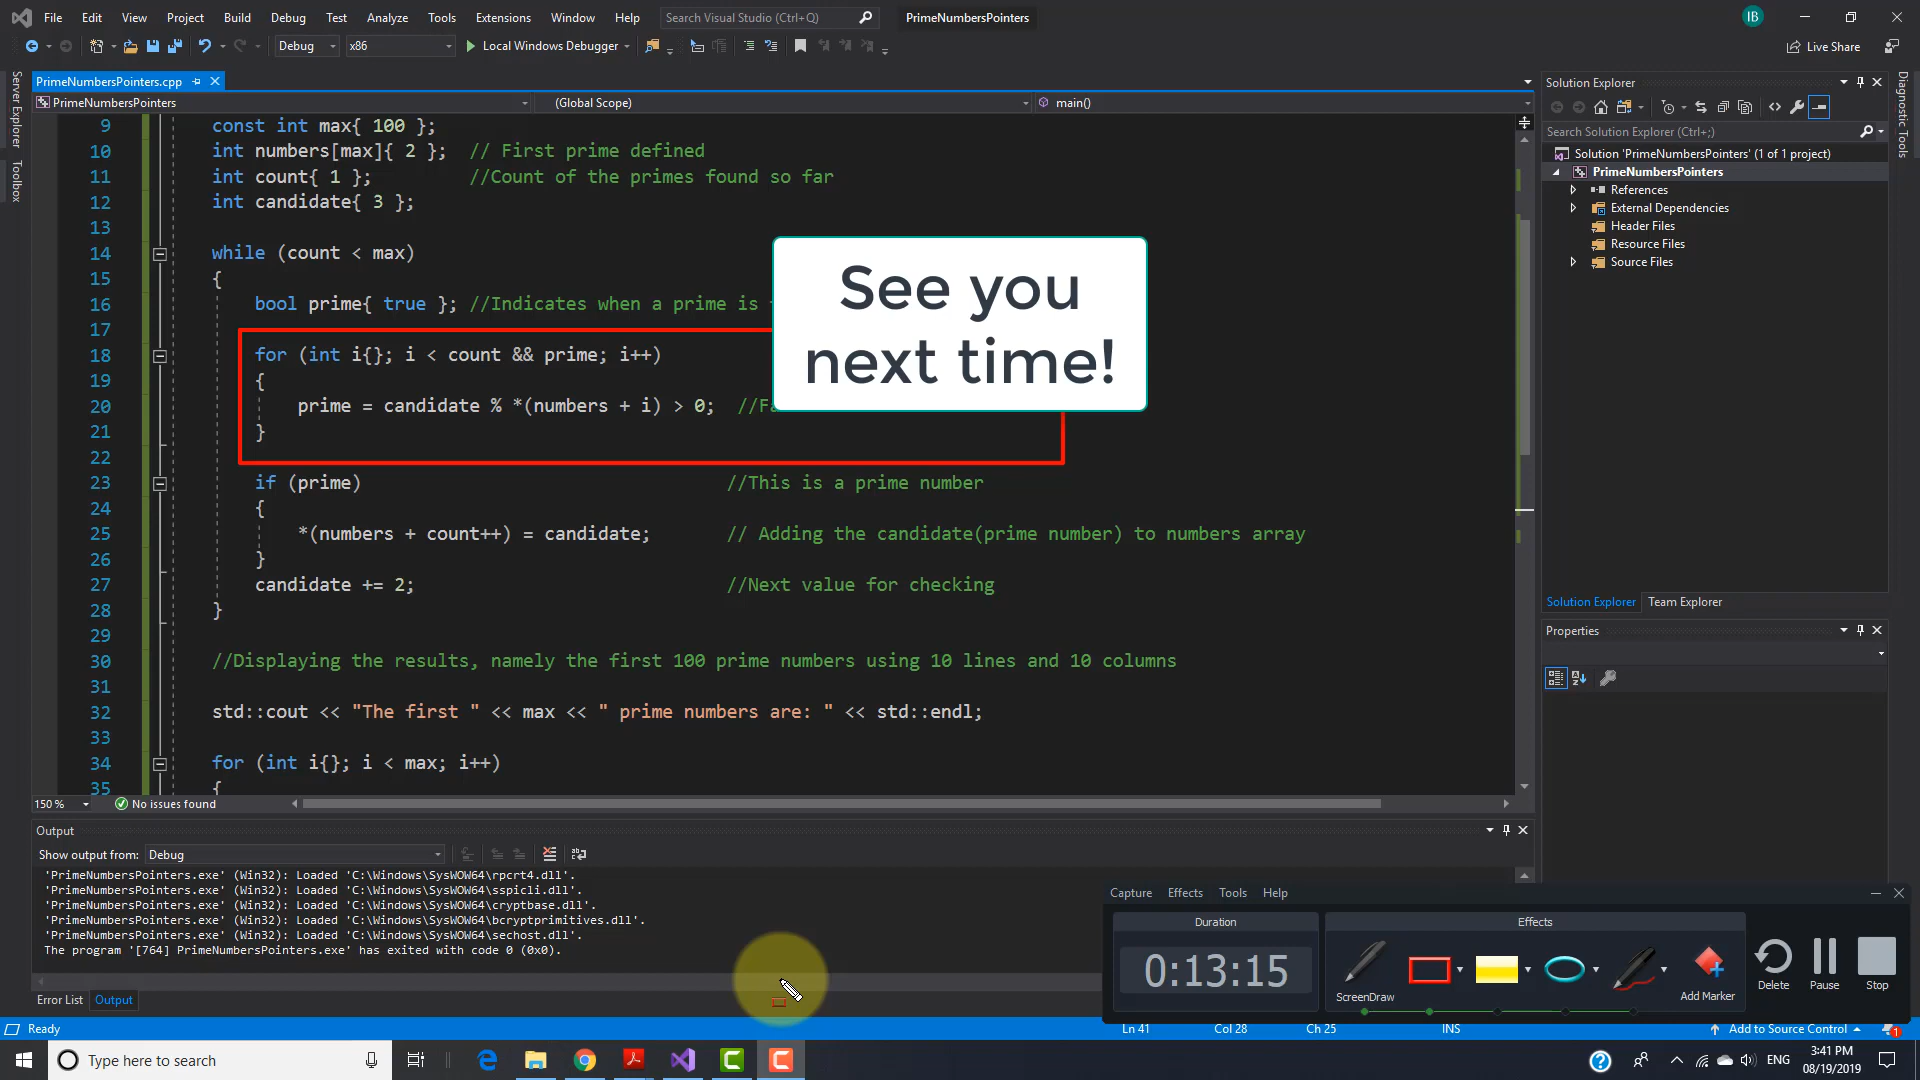 File Edit View Project Build Debug Test Analyze Tools Extensions Window Help Search Visual Studio (Ctrl+Q) PrimeNumbersPointers IB
Debug x86 Local Windows Debugger Live Share
Server Explorer
Toolbox
PrimeNumbersPointers.cpp
PrimeNumbersPointers (Global Scope) main()
9 const int max{ 100 };
10 int numbers[max]{ 2 }; // First prime defined
11 int count{ 1 }; //Count of the primes found so far
12 int candidate{ 3 };
13
14 while (count < max)
15 {
16 bool prime{ true }; //Indicates when a prime is
17
18 for (int i{}; i < count && prime; i++)
19 {
20 prime = candidate % *(numbers + i) > 0;
21 }
22
23 if (prime) //This is a prime number
24 {
25 *(numbers + count++) = candidate; // Adding the candidate(prime number) to numbers array
26 }
27 candidate += 2; //Next value for checking
28 }
29
30 //Displaying the results, namely the first 100 prime numbers using 10 lines and 10 columns
31
32 std::cout << "The first " << max << " prime numbers are: " << std::endl;
33
34 for (int i{}; i < max; i++)
35 {
See you
next time!
150 % No issues found
Output
Show output from: Debug
'PrimeNumbersPointers.exe' (Win32): Loaded 'C:\Windows\SysWOW64\rpcrt4.dll'.
'PrimeNumbersPointers.exe' (Win32): Loaded 'C:\Windows\SysWOW64\sspicli.dll'.
'PrimeNumbersPointers.exe' (Win32): Loaded 'C:\Windows\SysWOW64\cryptbase.dll'.
'PrimeNumbersPointers.exe' (Win32): Loaded 'C:\Windows\SysWOW64\bcryptprimitives.dll'.
'PrimeNumbersPointers.exe' (Win32): Loaded 'C:\Windows\SysWOW64\sechost.dll'.
The program '[764] PrimeNumbersPointers.exe' has exited with code 0 (0x0).
Error List Output
Solution Explorer
Search Solution Explorer (Ctrl+;)
Solution 'PrimeNumbersPointers' (1 of 1 project)
PrimeNumbersPointers
References
External Dependencies
Header Files
Resource Files
Source Files
Solution Explorer Team Explorer
Properties
Diagnostic Tools
Capture Effects Tools Help
Duration
0:13:15
Effects
ScreenDraw
Add Marker
Delete Pause Stop
Ready Ln 41 Col 28 Ch 25 INS Add to Source Control 1
Type here to search
ENG
3:41 PM
08/19/2019